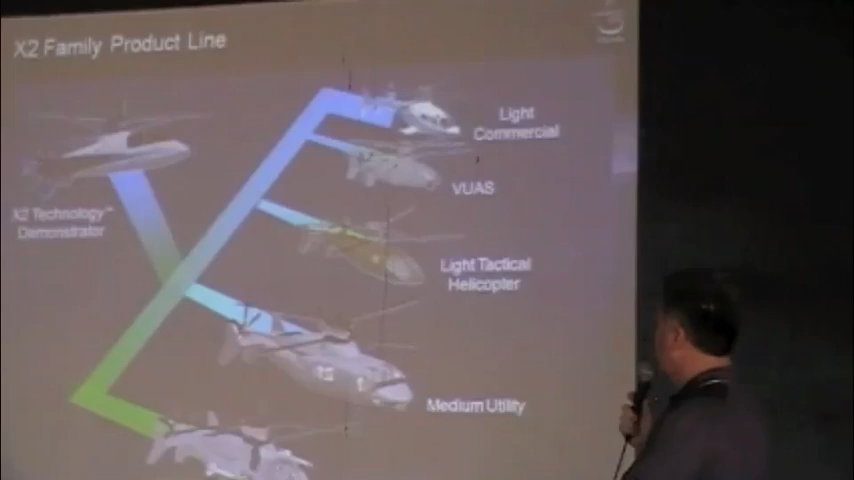 X2 Family Product Line
Light
Commercial
VUAS
X2 Technology™
Demonstrator
Light Tactical
Helicopter
Medium Utility